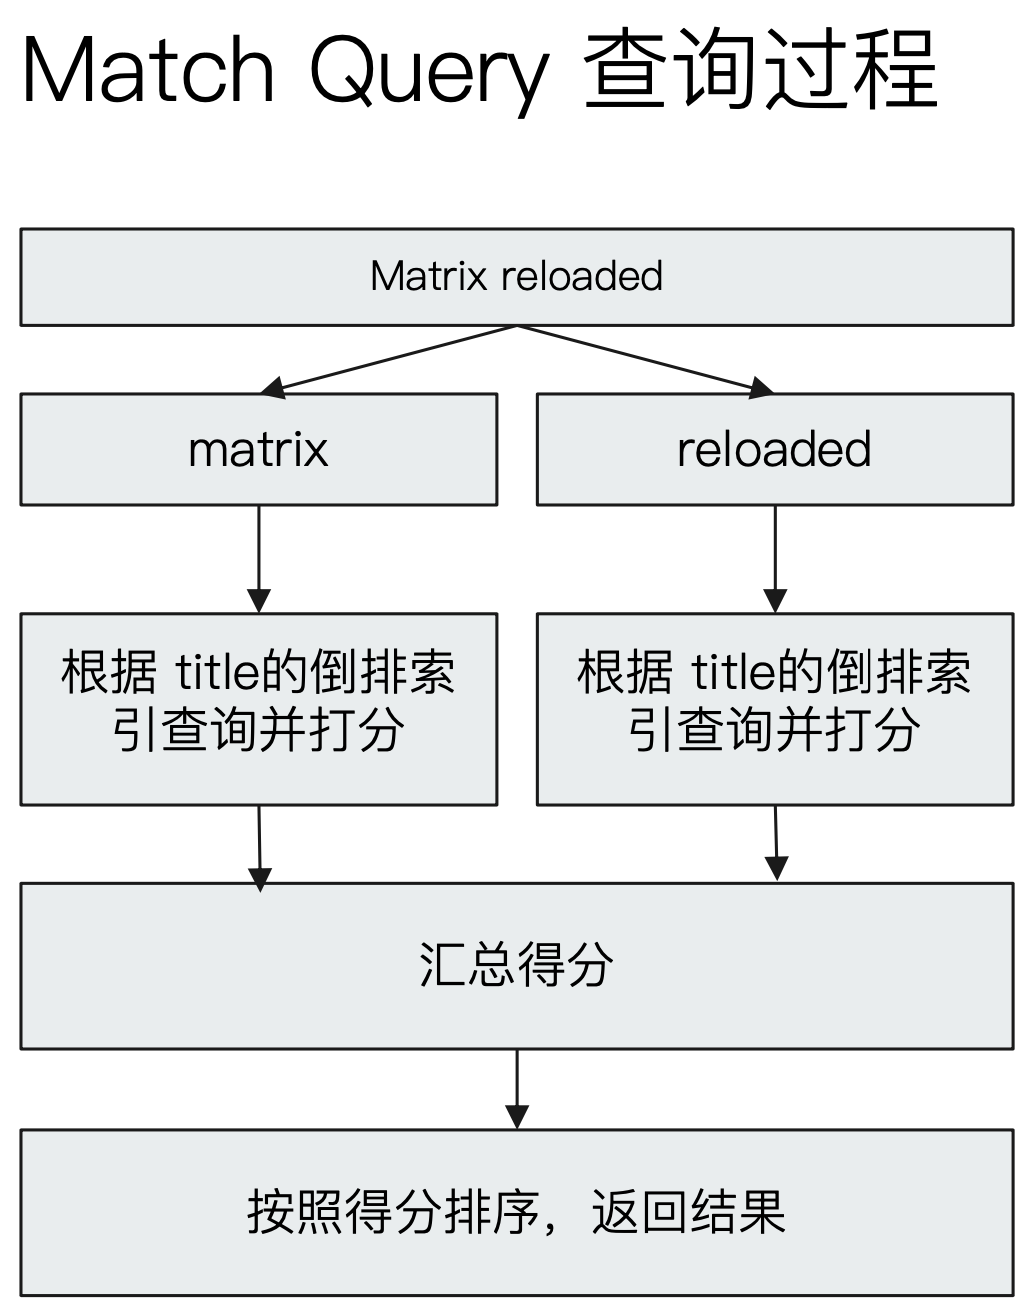 Match Query 查询过程
Matrix reloaded
matrix
reloaded
根据 title的倒排索
引查询并打分
根据 title的倒排索
引查询并打分
汇总得分
按照得分排序，返回结果